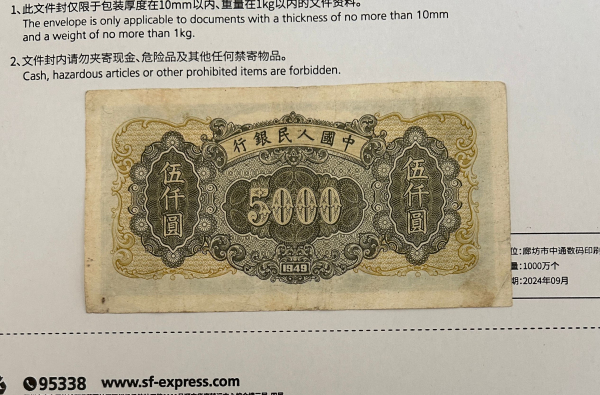 1、此文件封仅限于包装厚度在10mm以内、重量在1kg以内的文件资料。
The envelope is only applicable to documents with a thickness of no more than 10mm
and a weight of no more than 1kg.
2、文件封内请勿夹寄现金、危险品及其他任何禁寄物品。
Cash, hazardous articles or other prohibited items are forbidden.
行銀民人國中
伍仟圓
5000
伍仟圓
1949
位：廊坊市中通数码印刷
量：1000万个
期：2024年09月
95338 www.sf-express.com